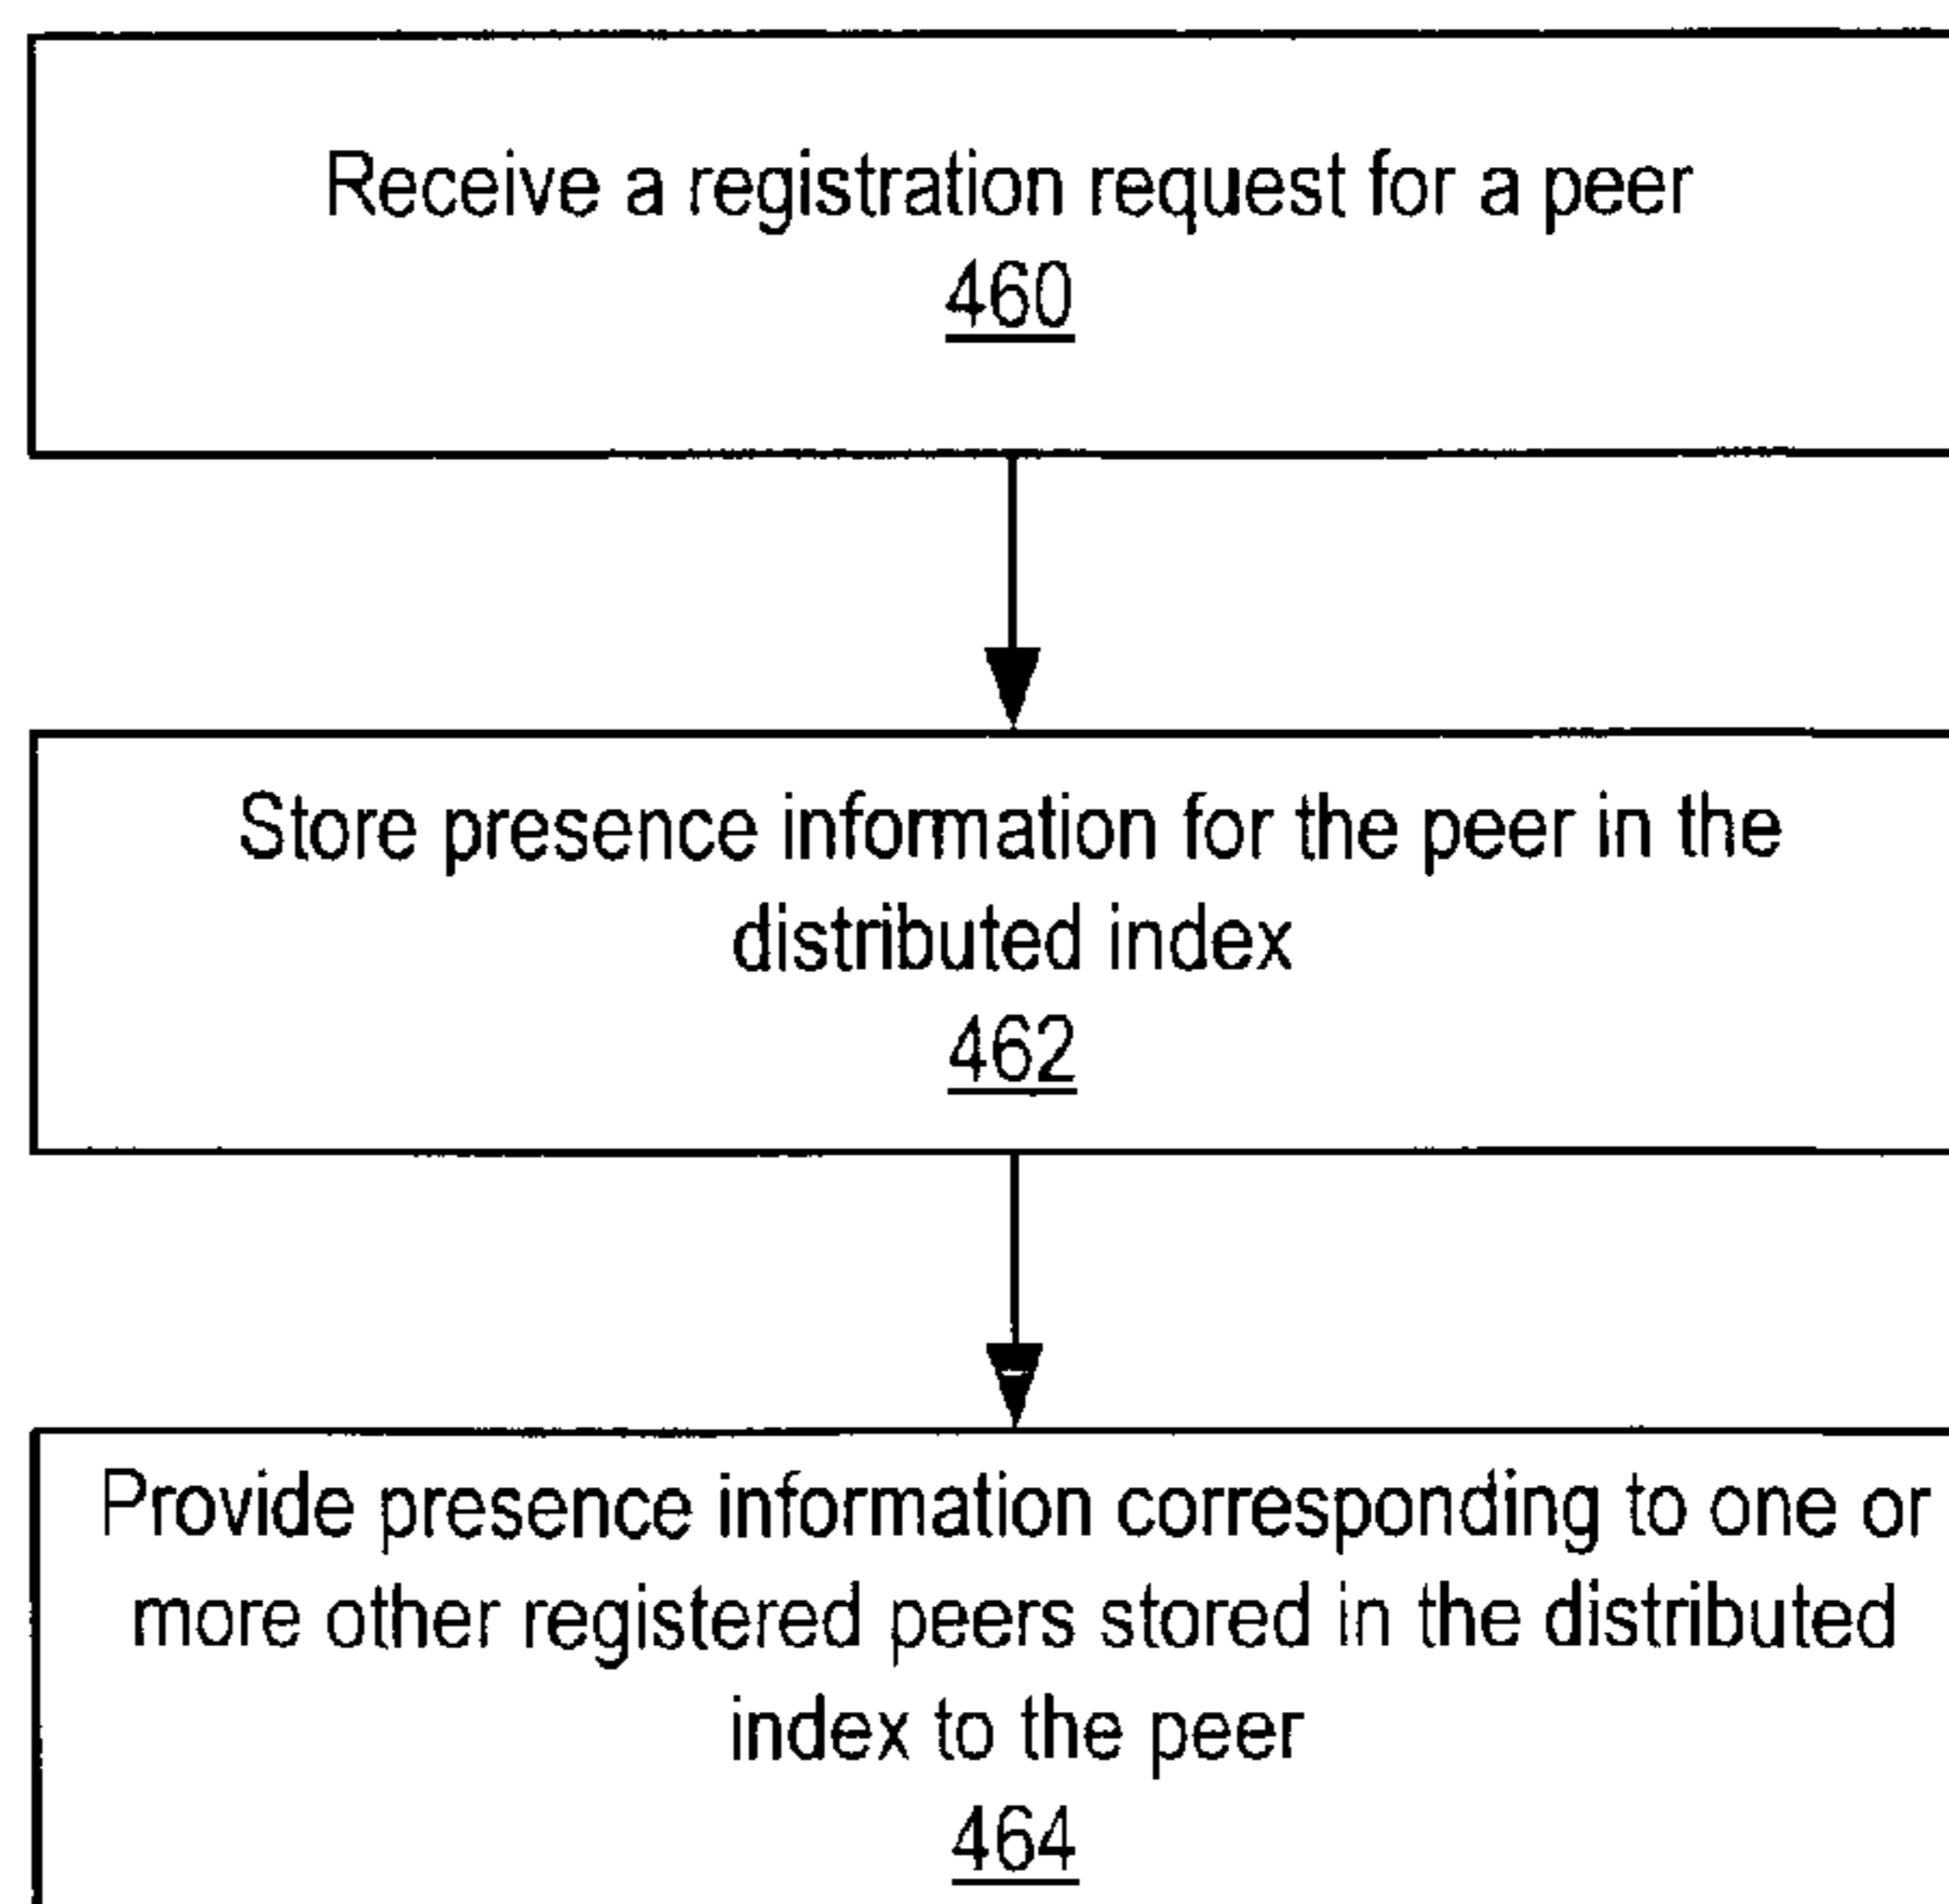 Receive a registration request for a peer
460
Store presence information for the peer in the
distributed index
462
Provide presence information corresponding to one or
more other registered peers stored in the distributed
index to the peer
464